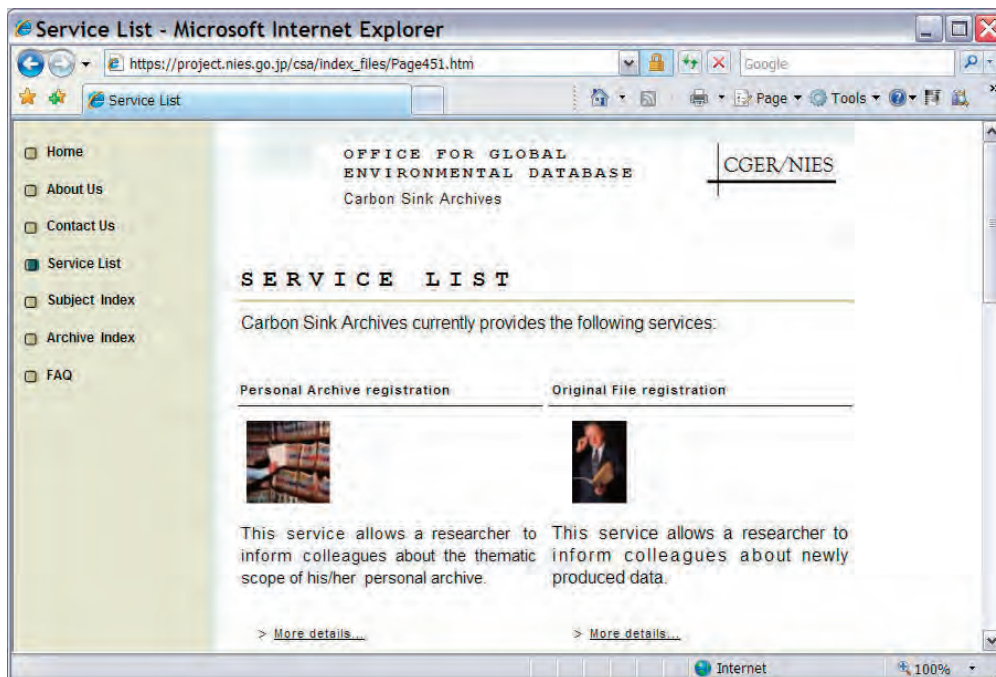 Service List - Microsoft Internet Explorer
https://project.nies.go.jp/csa/index_files/Page451.htm
Google
Service List
Page
Tools
Home
About Us
Contact Us
Service List
Subject Index
Archive Index
FAQ
OFFICE FOR GLOBAL
ENVIRONMENTAL DATABASE
Carbon Sink Archives
CGER/NIES
SERVICE LIST
Carbon Sink Archives currently provides the following services:
Personal Archive registration
This service allows a researcher to
inform colleagues about the thematic
scope of his/her personal archive.
> More details...
Original File registration
This service allows a researcher to
inform colleagues about newly
produced data.
> More details...
Internet
100%